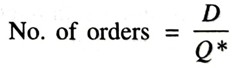 No. of orders = D / Q*